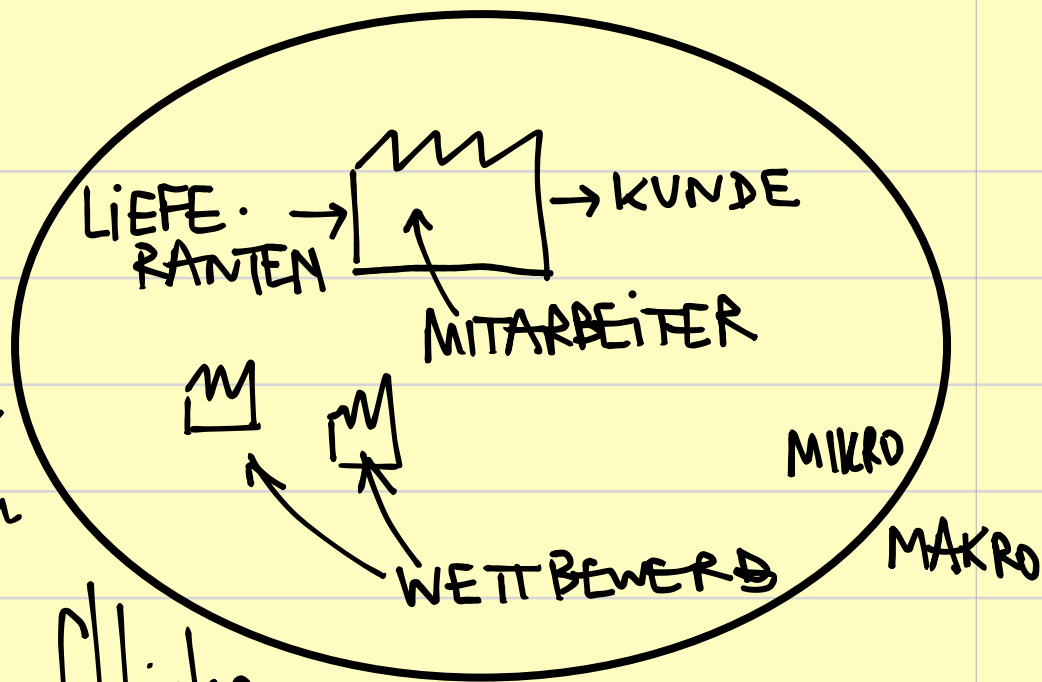 LIEFE.
RANTEN
KUNDE
MITARBEITER
MIKRO
MAKRO
WETTBEWERB